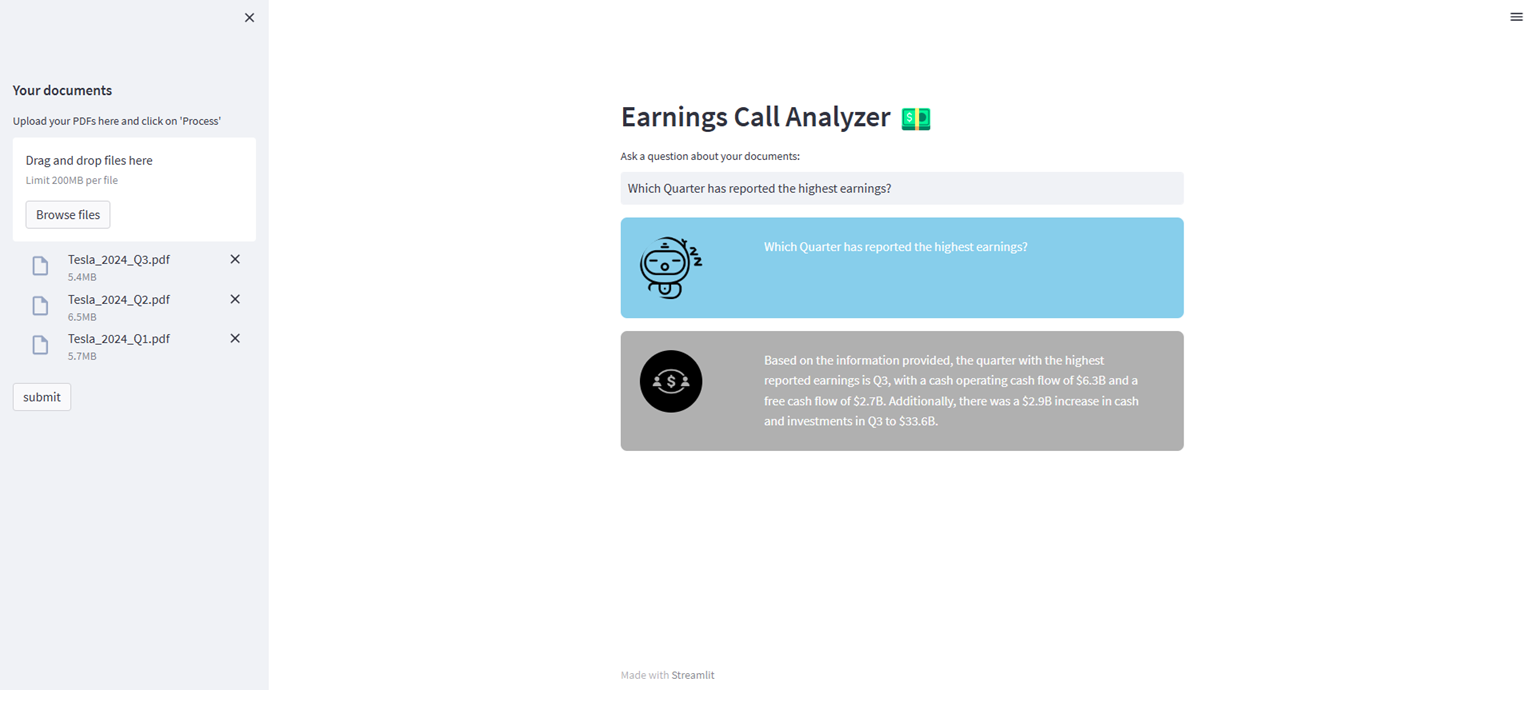 Your documents
Upload your PDFs here and click on 'Process'
Drag and drop files here
Limit 200MB per file
Browse files
Tesla_2024_Q3.pdf
5.4MB
Tesla_2024_Q2.pdf
6.5MB
Tesla_2024_Q1.pdf
5.7MB
submit
Earnings Call Analyzer
Ask a question about your documents:
Which Quarter has reported the highest earnings?
Which Quarter has reported the highest earnings?
Based on the information provided, the quarter with the highest
reported earnings is Q3, with a cash operating cash flow of $6.3B and a
free cash flow of $2.7B. Additionally, there was a $2.9B increase in cash
and investments in Q3 to $33.6B.
Made with Streamlit